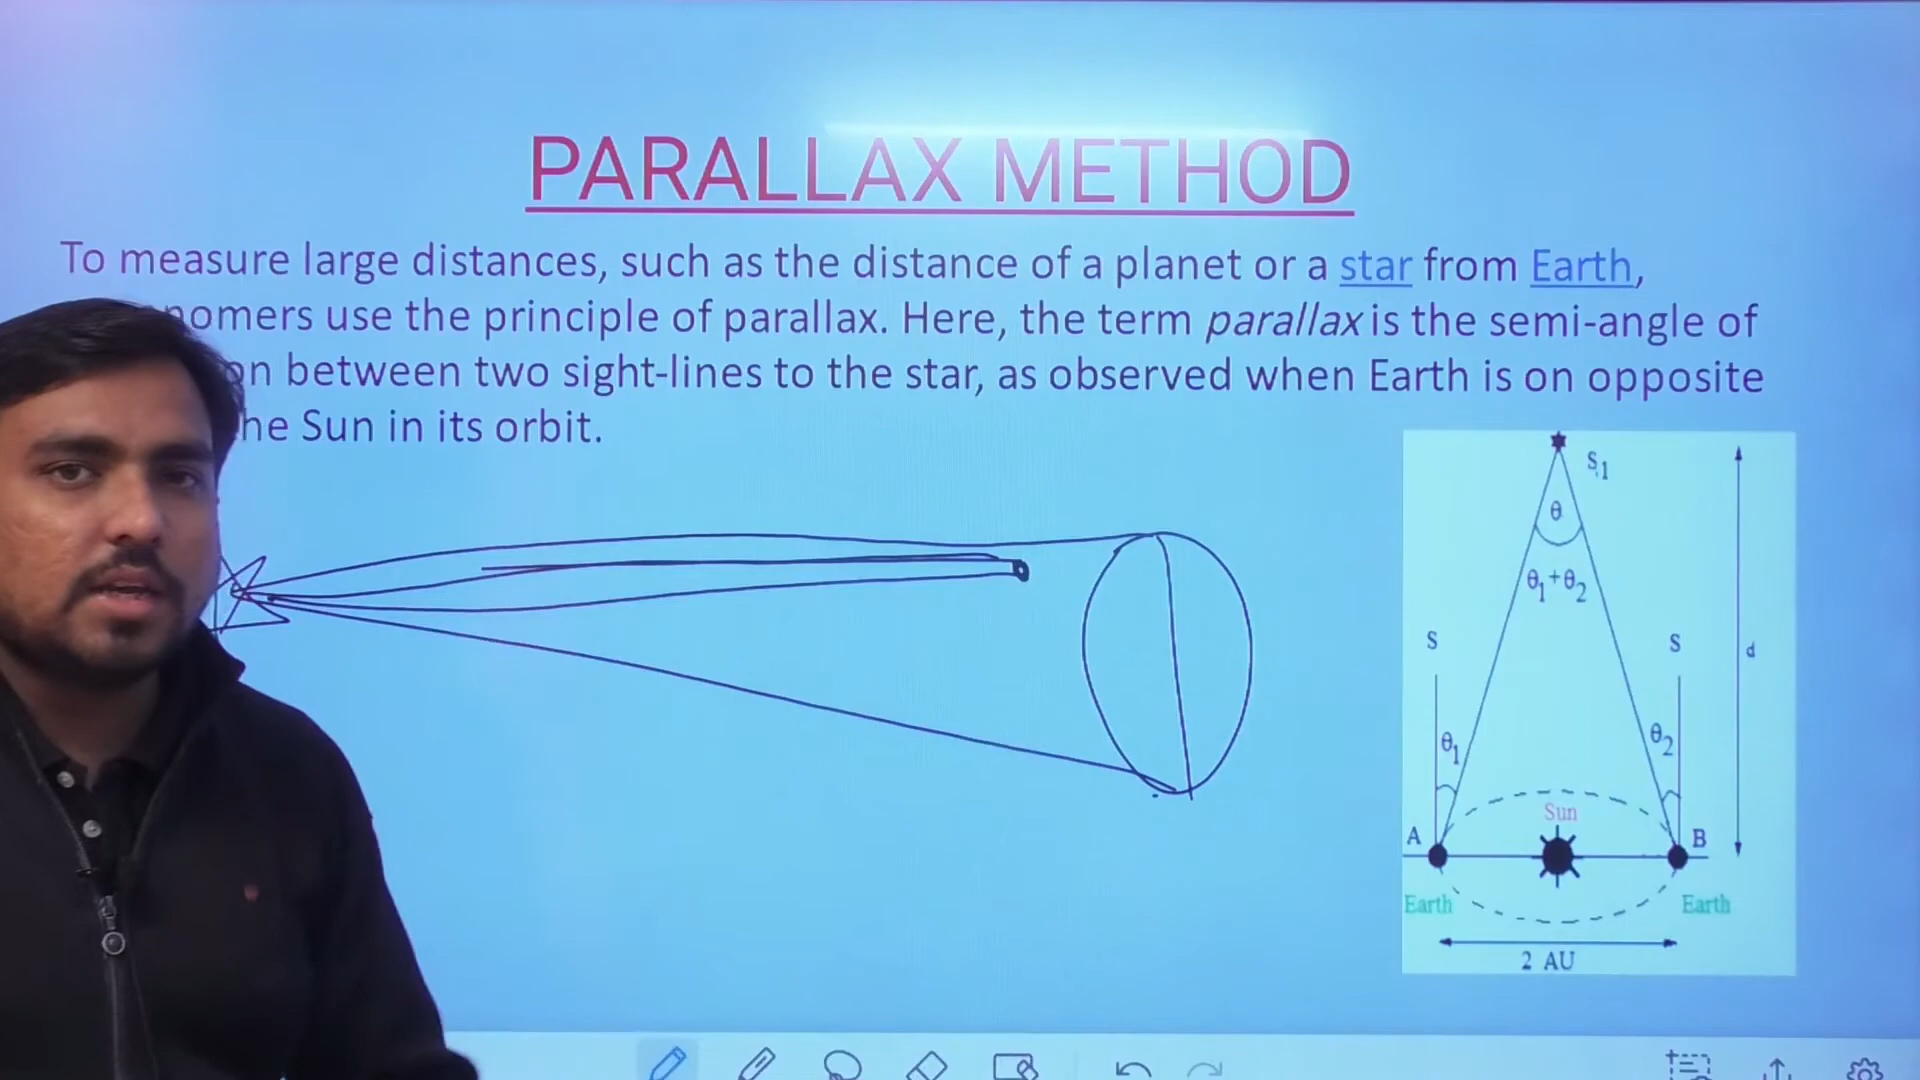 PARALLAX METHOD
To measure large distances, such as the distance of a planet or a star from Earth,
use the principle of parallax. Here, the term parallax is the semi-angle of
between two sight-lines to the star, as observed when Earth is on opposite
Sun in its orbit.
S1
θ
θ1+θ2
S S
d
θ1 θ2
Sun
A B
Earth Earth
2 AU